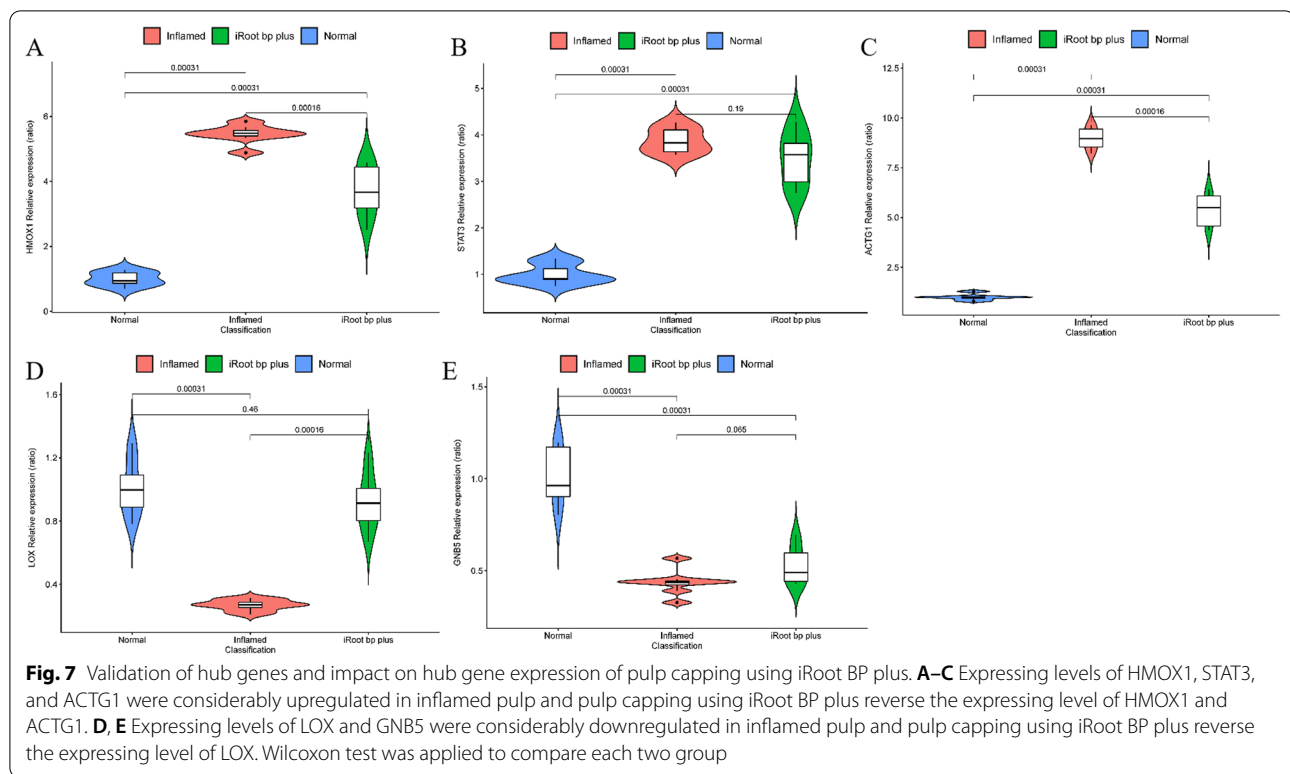 A
Inflamed iRoot bp plus Normal
HMOX1 Relative expression (ratio)
6
4
2
0
0.00031
0.00031
0.00016
Normal Inflamed iRoot bp plus
Classification
B
Inflamed iRoot bp plus Normal
STAT3 Relative expression (ratio)
5
4
3
2
1
0
0.00031
0.00031
0.19
Normal Inflamed iRoot bp plus
Classification
C
Inflamed iRoot bp plus Normal
ACTG1 Relative expression (ratio)
12.5
10.0
7.5
5.0
2.5
0.00031
0.00031
0.00016
Normal Inflamed iRoot bp plus
Classification
D
Inflamed iRoot bp plus Normal
LOX Relative expression (ratio)
1.6
1.2
0.8
0.4
0.00031
0.46
0.00016
Normal Inflamed iRoot bp plus
Classification
E
Inflamed iRoot bp plus Normal
GNB5 Relative expression (ratio)
1.5
1.0
0.5
0.0
0.00031
0.00031
0.065
Normal Inflamed iRoot bp plus
Classification
Fig. 7 Validation of hub genes and impact on hub gene expression of pulp capping using iRoot BP plus. A–C Expressing levels of HMOX1, STAT3,
and ACTG1 were considerably upregulated in inflamed pulp and pulp capping using iRoot BP plus reverse the expressing level of HMOX1 and
ACTG1. D, E Expressing levels of LOX and GNB5 were considerably downregulated in inflamed pulp and pulp capping using iRoot BP plus reverse
the expressing level of LOX. Wilcoxon test was applied to compare each two group